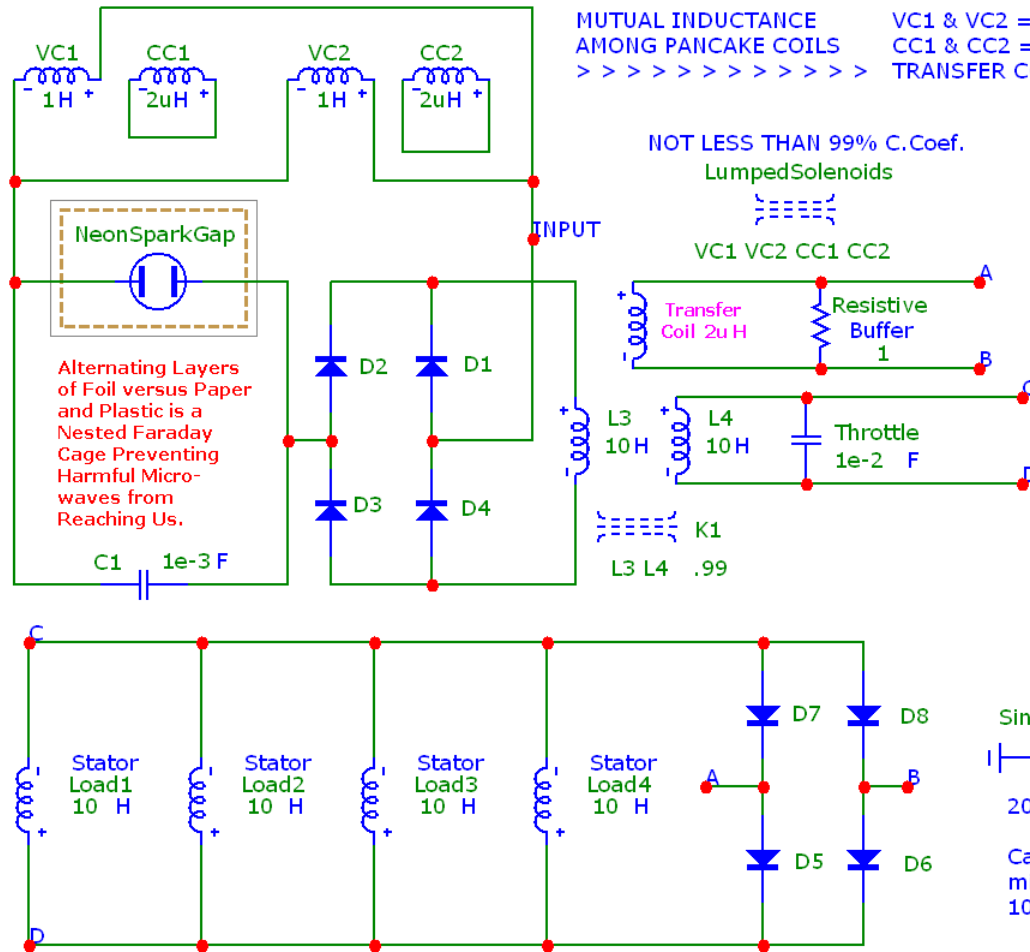 MUTUAL INDUCTANCE VC1 & VC2 =
AMONG PANCAKE COILS CC1 & CC2 =
> > > > > > > > > > > > > TRANSFER C
VC1 CC1 VC2 CC2
- + - + - + - +
1H 2uH 1H 2uH
NOT LESS THAN 99% C.Coef.
LumpedSolenoids
VC1 VC2 CC1 CC2
NeonSparkGap
INPUT
A
+
Transfer
Coil 2u H
-
Resistive
Buffer
1
B
Alternating Layers
of Foil versus Paper
and Plastic is a
Nested Faraday
Cage Preventing
Harmful Micro-
waves from
Reaching Us.
D2 D1
D3 D4
+
L3
10 H
-
+
L4
10 H
-
Throttle
1e-2 F
C
D
K1
L3 L4 .99
C1 1e-3 F
C
-
Stator
Load1
10 H
+
-
Stator
Load2
10 H
+
-
Stator
Load3
10 H
+
-
Stator
Load4
10 H
+
D7 D8
A B
D5 D6
D
Sin
20
Ca
m
10